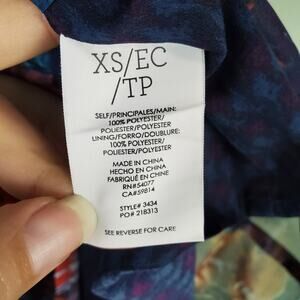 XS/EC
/TP
SELF/PRINCIPALES/MAIN:
100% POLYESTER/
POLIESTER/POLYESTER
LINING/FORRO/DOUBLURE:
100% POLYESTER/
POLIESTER/POLYESTER
MADE IN CHINA
HECHO EN CHINA
FABRIQUÉ EN CHINE
RN#54077
CA#59814
STYLE# 3434
PO# 218313
SEE REVERSE FOR CARE